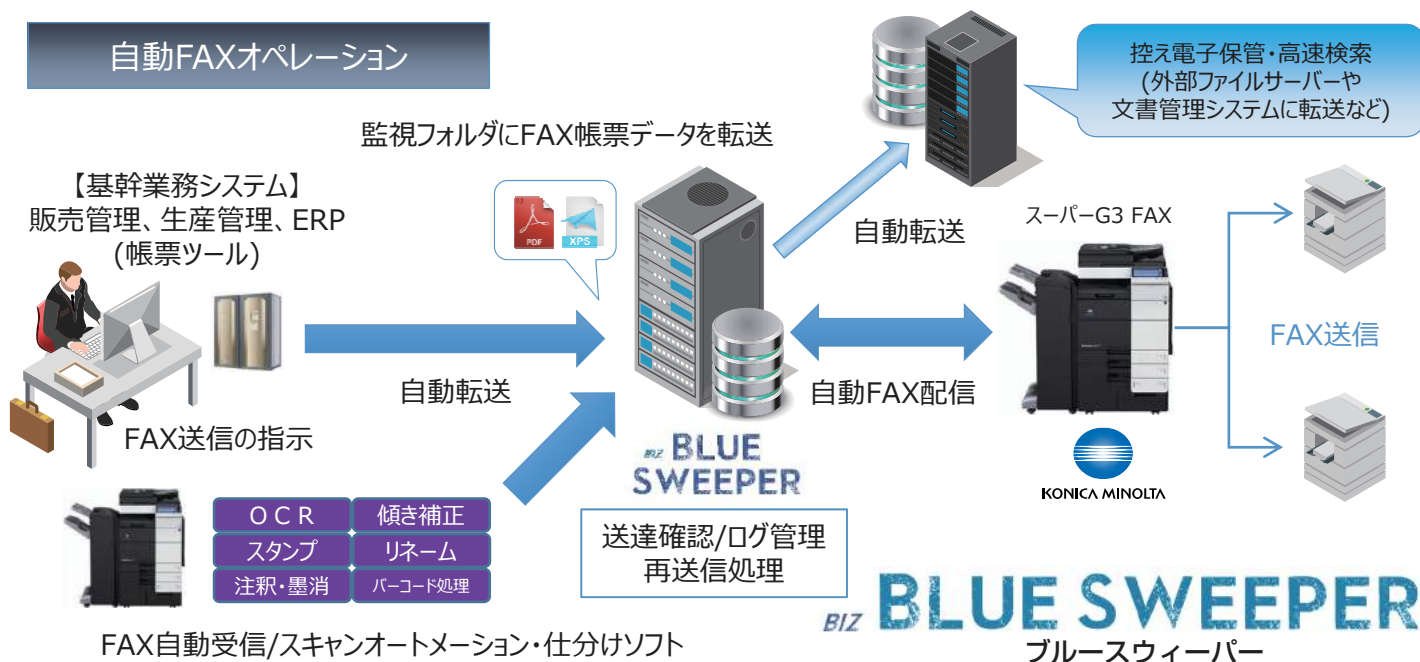 自動FAXオペレーション
控え電子保管・高速検索
(外部ファイルサーバーや
文書管理システムに転送など)
監視フォルダにFAX帳票データを転送
【基幹業務システム】
販売管理、生産管理、ERP
(帳票ツール)
PDF
XPS
自動転送
スーパーG3 FAX
FAX送信
自動転送
自動FAX配信
FAX送信の指示
BIZ BLUE
SWEEPER
KONICA MINOLTA
OCR
傾き補正
スタンプ
リネーム
注釈・墨消
バーコード処理
送達確認/ログ管理
再送信処理
BIZ BLUE SWEEPER
ブルースウィーパー
FAX自動受信/スキャンオートメーション・仕分けソフト